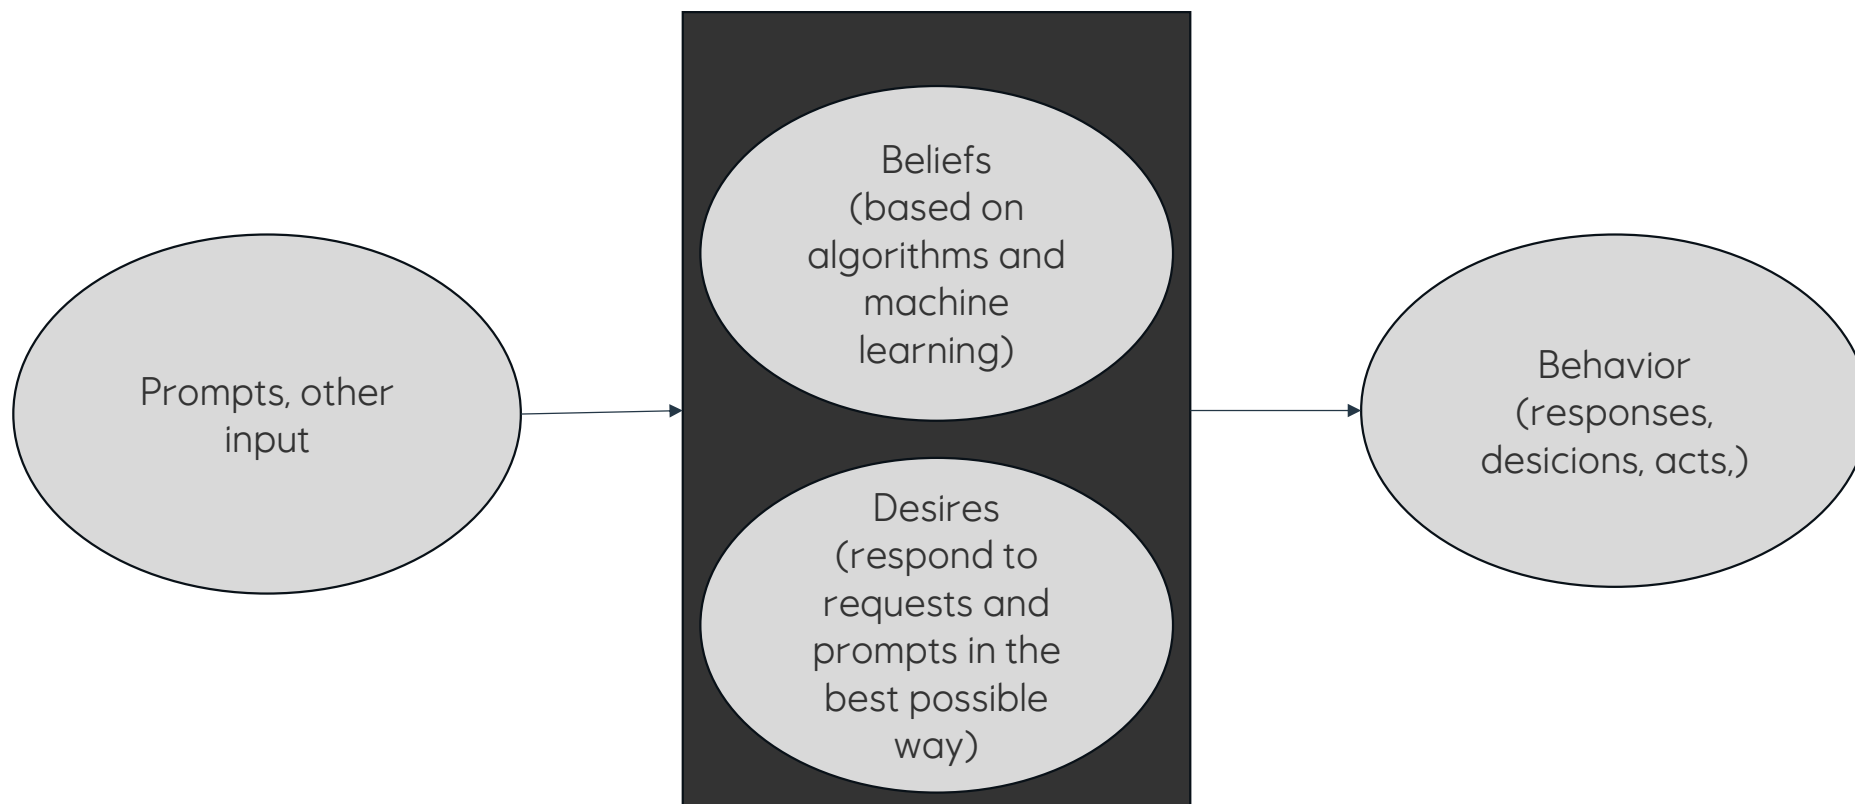 Prompts, other
input
Beliefs
(based on
algorithms and
machine
learning)
Desires
(respond to
requests and
prompts in the
best possible
way)
Behavior
(responses,
desicions, acts,)